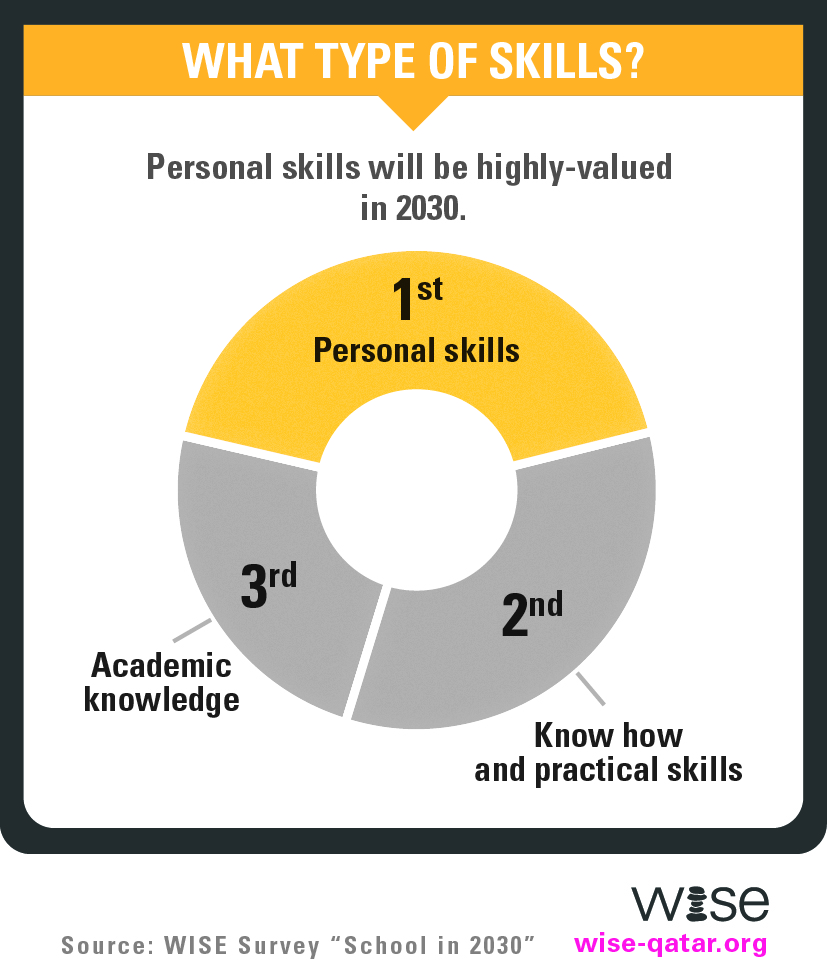 WHAT TYPE OF SKILLS?
Personal skills will be highly-valued
in 2030.
1st
Personal skills
3rd
2nd
Academic
knowledge
Know how
and practical skills
wise
Source: WISE Survey “School in 2030”
wise-qatar.org